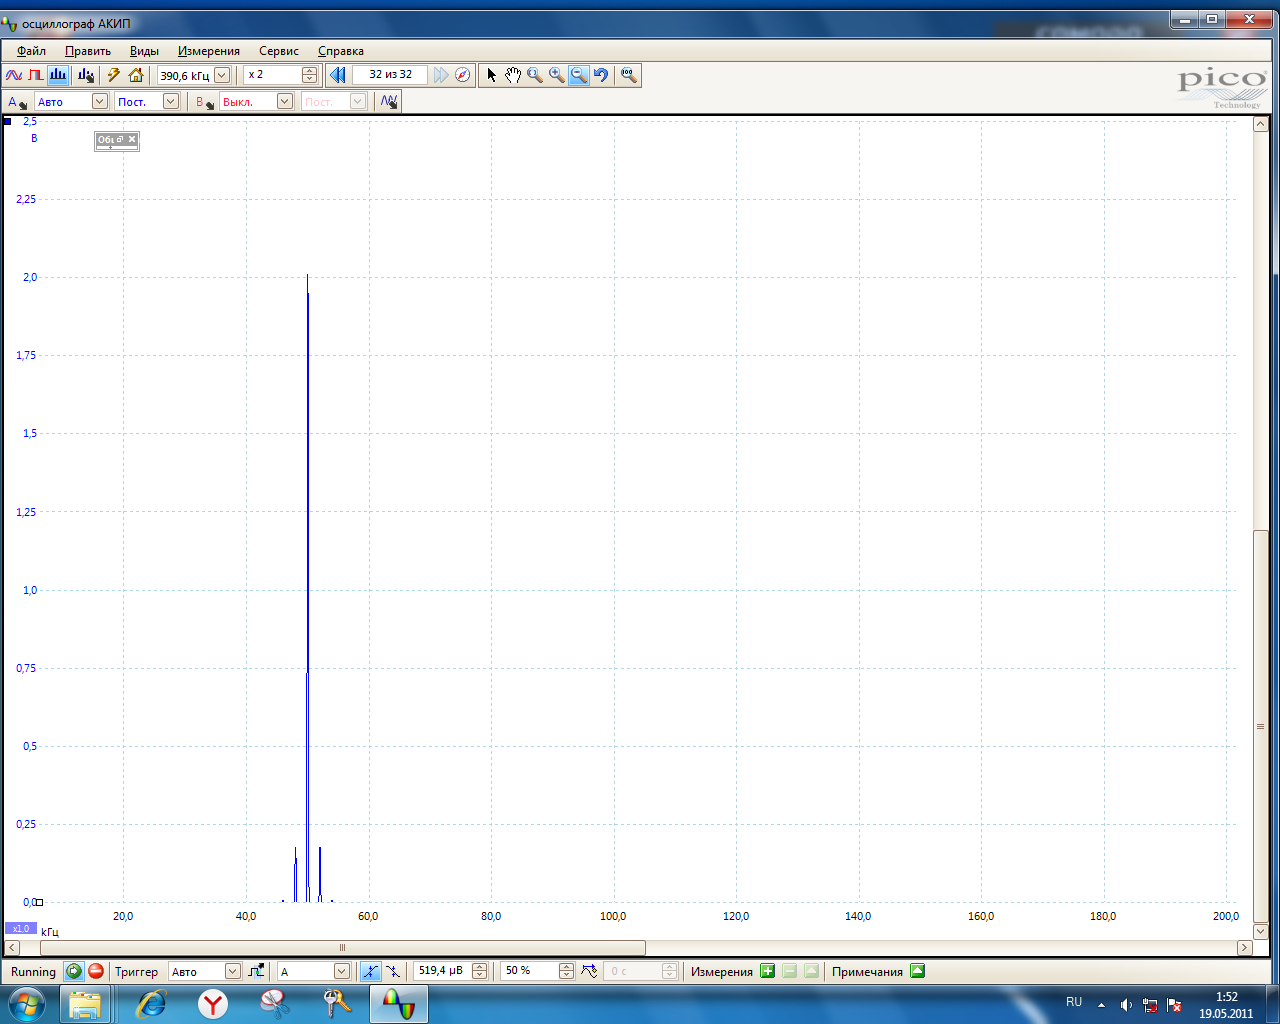 осциллограф АКИП
Файл Править Виды Измерения Сервис Справка
390,6 кГц x 2 32 из 32
pico
Technology
A Авто Пост. B Выкл. Пост.
2,5
В
2,25
2,0
1,75
1,5
1,25
1,0
0,75
0,5
0,25
0,0
20,0 40,0 60,0 80,0 100,0 120,0 140,0 160,0 180,0 200,0
x1,0 кГц
Running Триггер Авто A 519,4 µВ 50 % 0 с Измерения Примечания
RU 1:52
19.05.2011